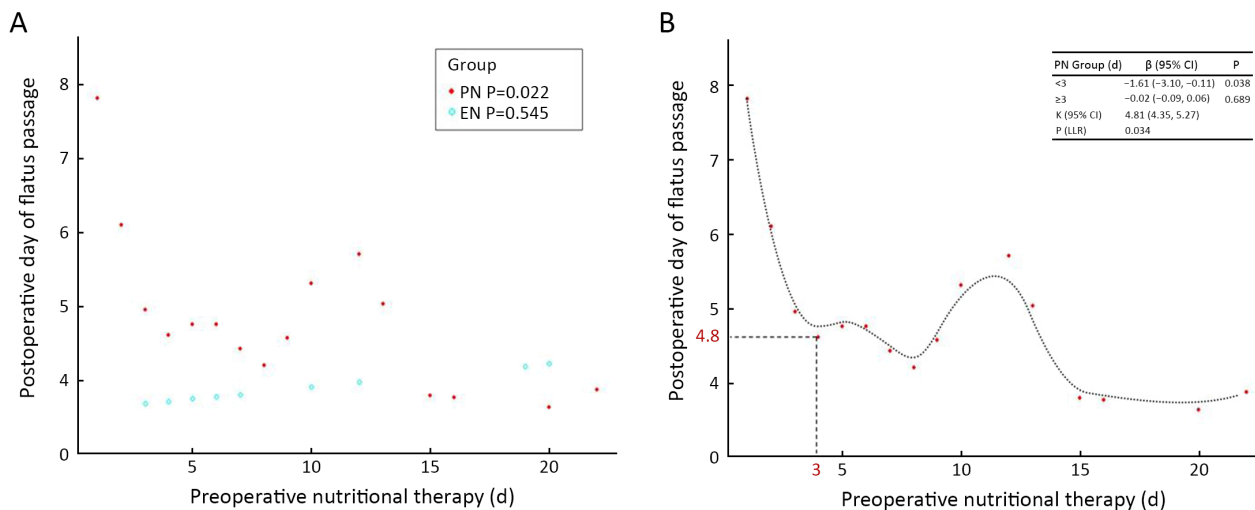 A
Postoperative day of flatus passage
8
7
6
5
4
0
Group
PN P=0.022
EN P=0.545
5
10
15
20
Preoperative nutritional therapy (d)
B
Postoperative day of flatus passage
8
7
6
5
4.8
4
0
PN Group (d) β (95% CI) P
<3 −1.61 (−3.10, −0.11) 0.038
≥3 −0.02 (−0.09, 0.06) 0.689
K (95% CI) 4.81 (4.35, 5.27)
P (LLR) 0.034
3
5
10
15
20
Preoperative nutritional therapy (d)